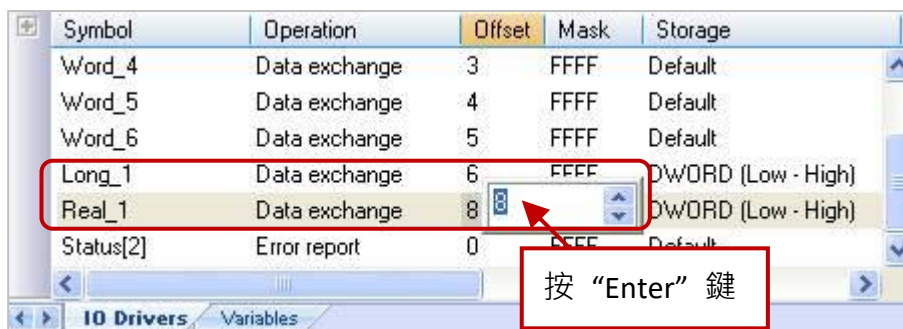 Symbol Operation Offset Mask Storage
Word_4 Data exchange 3 FFFF Default
Word_5 Data exchange 4 FFFF Default
Word_6 Data exchange 5 FFFF Default
Long_1 Data exchange 6 FFFF DWORD (Low - High)
Real_1 Data exchange 8 8 DWORD (Low - High)
Status[2] Error report 0 FFFF Default
按 “Enter” 鍵
IO Drivers Variables